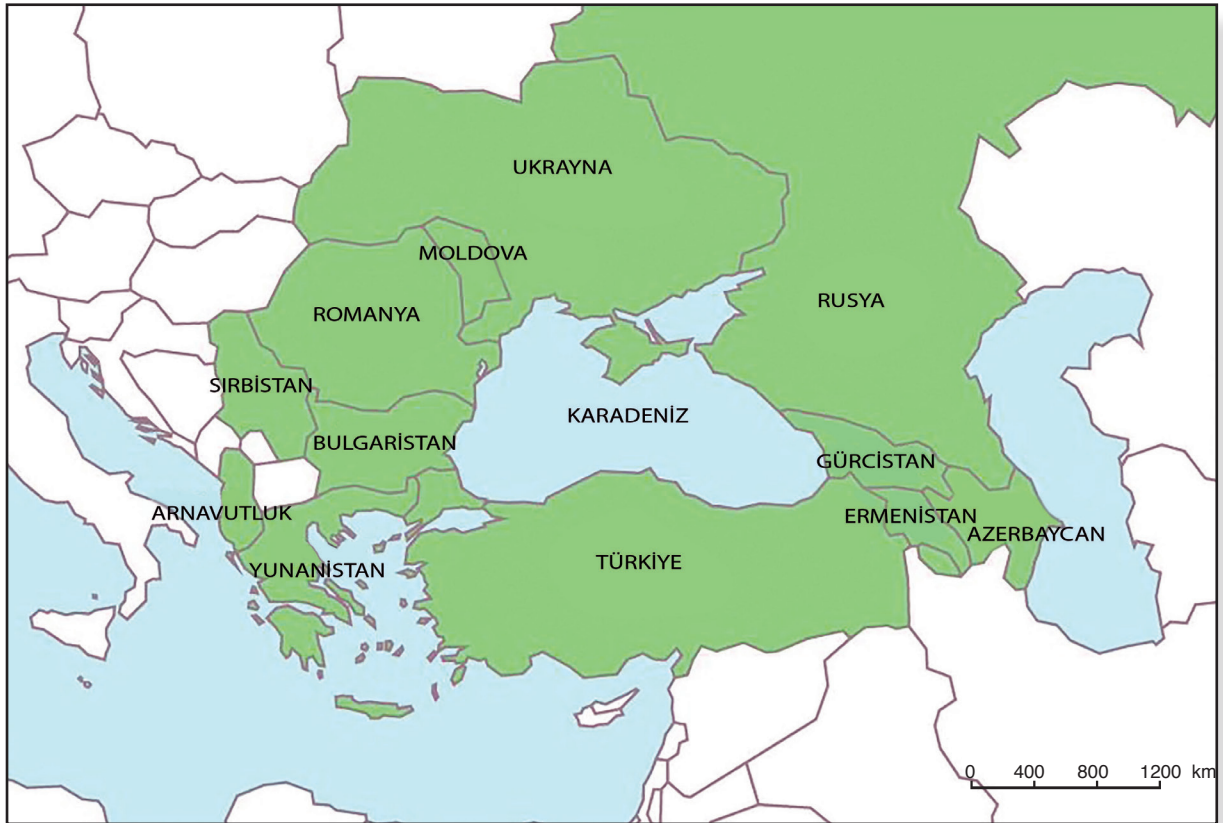 UKRAYNA
MOLDOVA
ROMANYA
RUSYA
SIRBİSTAN
KARADENİZ
BULGARİSTAN
GÜRCİSTAN
ARNAVUTLUK
ERMENİSTAN
AZERBAYCAN
YUNANİSTAN
TÜRKİYE
0 400 800 1200 km